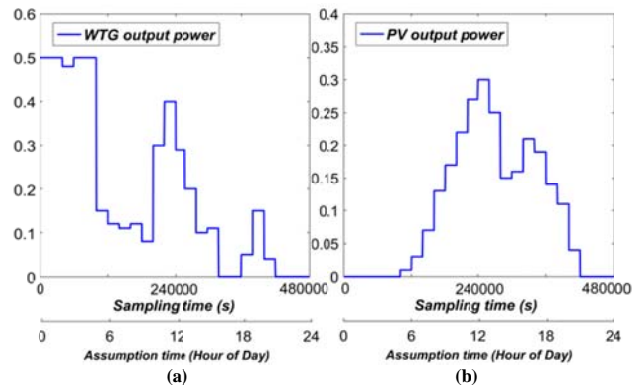 0.6
0.5
0.4
0.3
0.2
0.1
0
WTG output power
0 240000 480000
Sampling time (s)
0 6 12 18 24
Assumption time (Hour of Day)
(a)
0.4
0.35
0.3
0.25
0.2
0.15
0.1
0.05
0
PV output power
0 240000 480000
Sampling time (s)
0 6 12 18 24
Assumption time (Hour of Day)
(b)